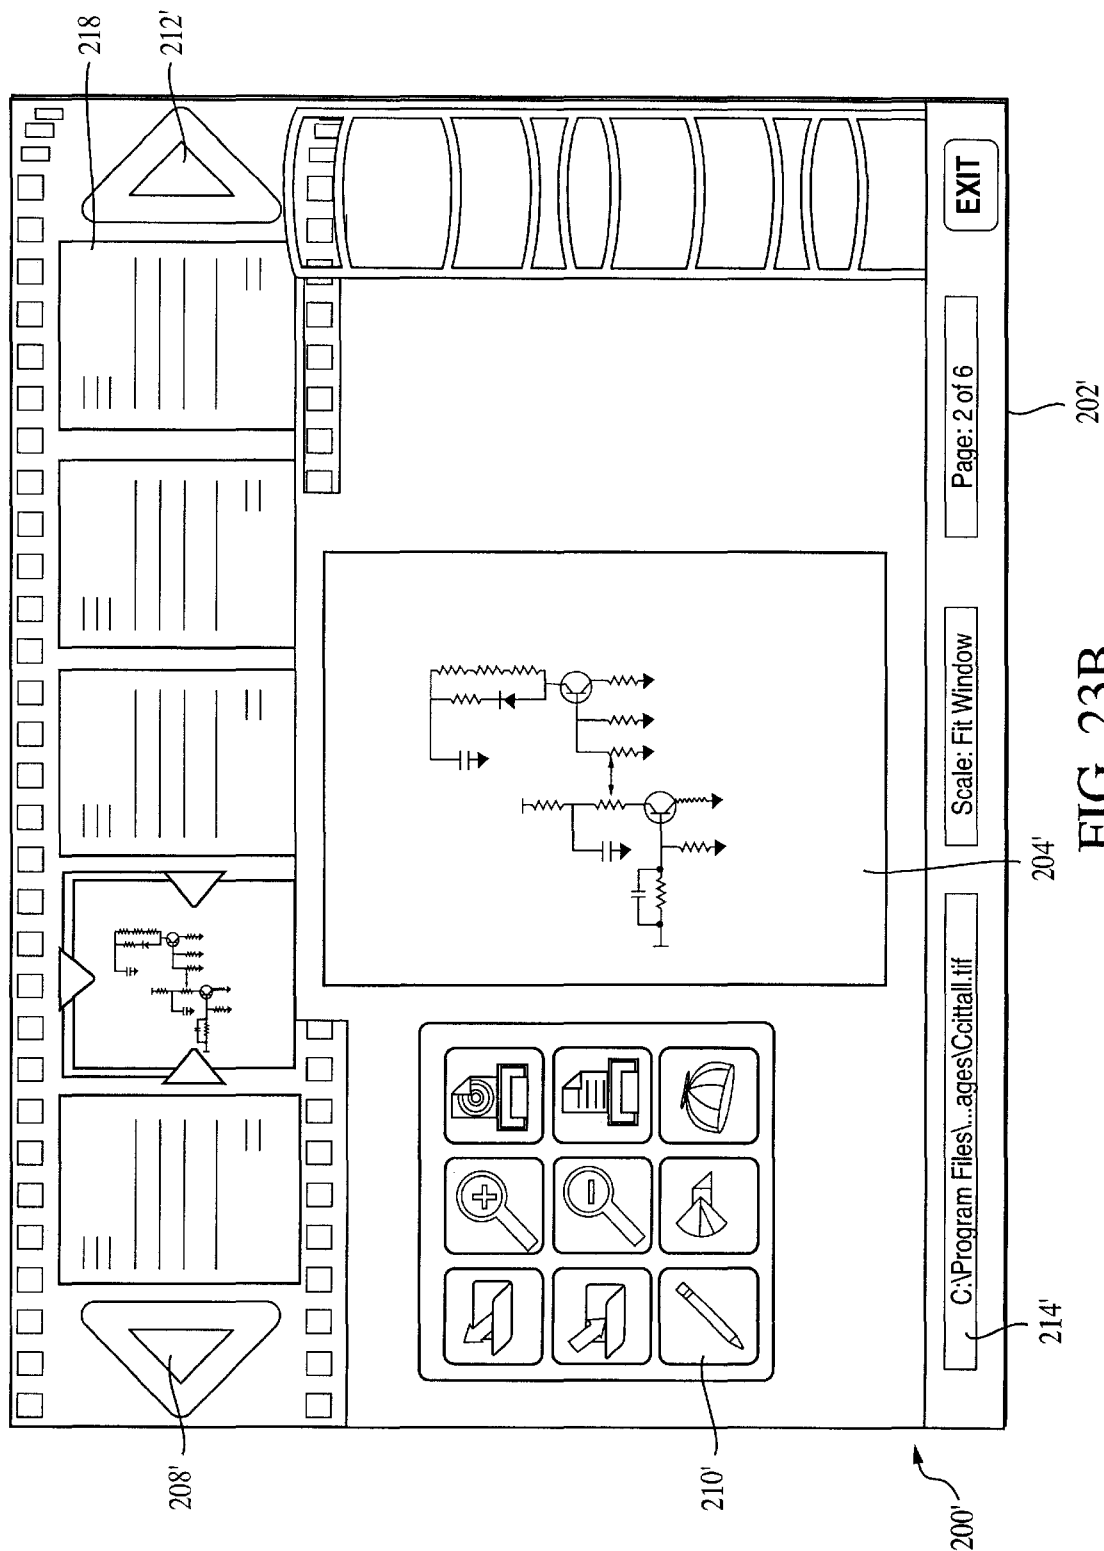 218
212'
208'
210'
EXIT
C:\Program Files\...ages\Ccittall.tif
Scale: Fit Window
Page: 2 of 6
214'
204'
202'
200'
FIG. 23B